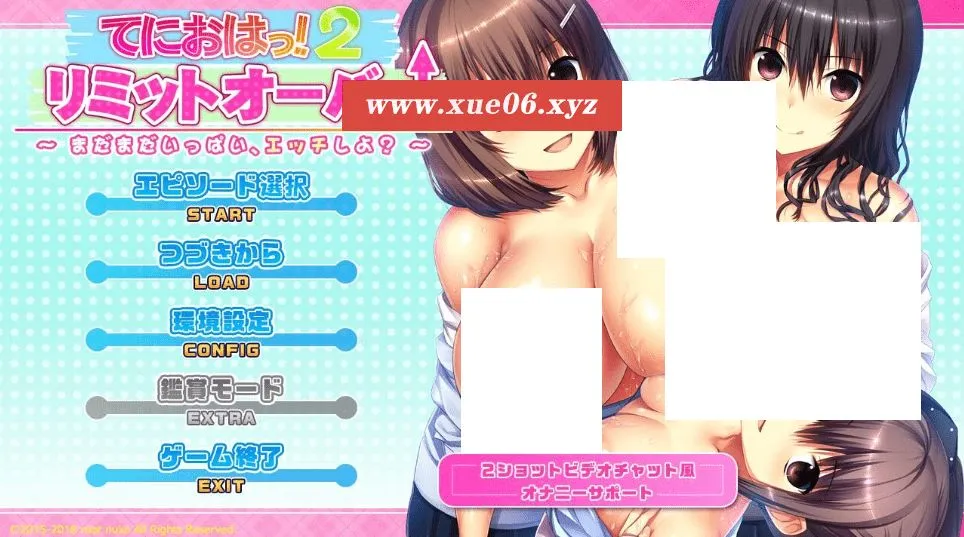 てにおはっ!2
リミットオーバ
www.xue06.xyz
~ まだまだいっぱい、エッチしよ? ~
エピソード選択
START
つづきから
LOAD
環境設定
CONFIG
鑑賞モード
EXTRA
ゲーム終了
EXIT
2ショットビデオチャット風
オナニーサポート
All Rights Reserved.